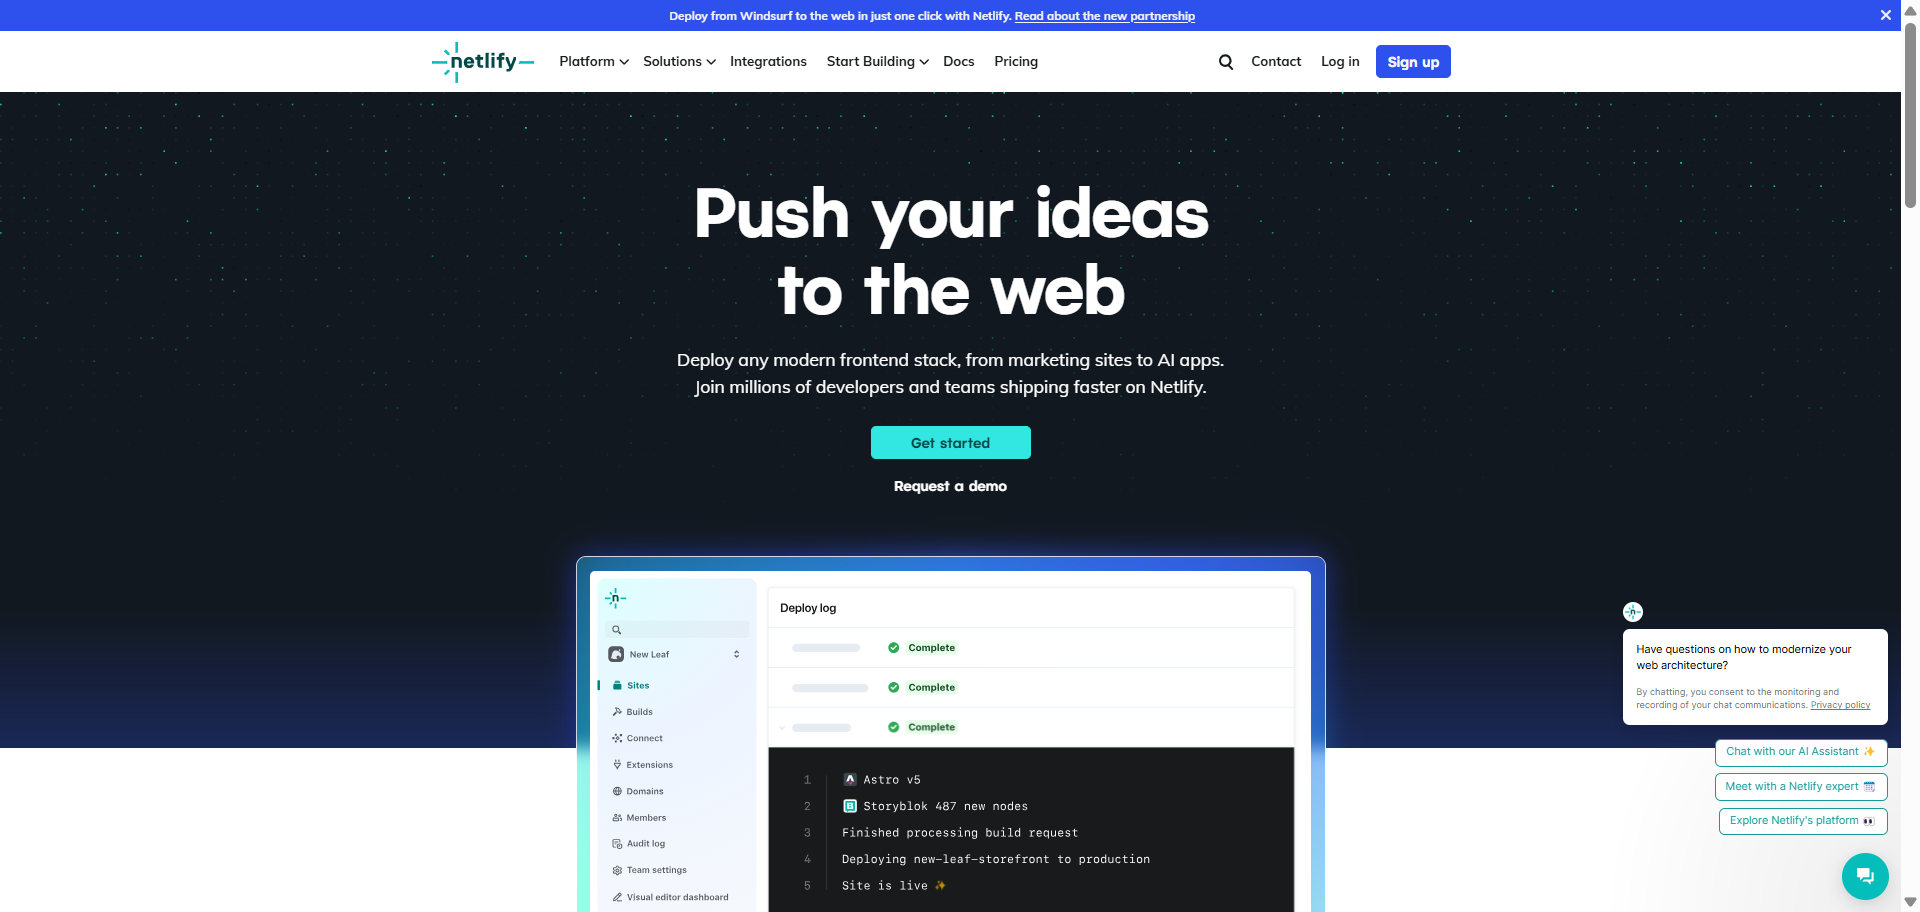 Deploy from Windsurf to the web in just one click with Netlify. Read about the new partnership
netlify
Platform
Solutions
Integrations
Start Building
Docs
Pricing
Contact
Log in
Sign up
Push your ideas
to the web
Deploy any modern frontend stack, from marketing sites to AI apps.
Join millions of developers and teams shipping faster on Netlify.
Get started
Request a demo
n
New Leaf
Sites
Builds
Connect
Extensions
Domains
Members
Audit log
Team settings
Visual editor dashboard
Deploy log
Complete
Complete
Complete
1 Astro v5
2 Storyblok 487 new nodes
3 Finished processing build request
4 Deploying new-leaf-storefront to production
5 Site is live ✨
n
Have questions on how to modernize your
web architecture?
By chatting, you consent to the monitoring and
recording of your chat communications. Privacy policy
Chat with our AI Assistant ✨
Meet with a Netlify expert 🗓️
Explore Netlify's platform 👀